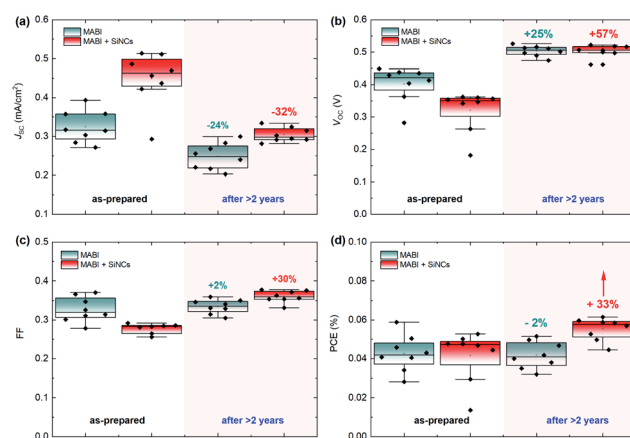 (a)
MABI
MABI + SiNCs
-24%
-32%
J_SC (mA/cm²)
0.6
0.5
0.4
0.3
0.2
0.1
as-prepared
after >2 years
(b)
MABI
MABI + SiNCs
+25%
+57%
V_OC (V)
0.6
0.5
0.4
0.3
0.2
0.1
0.0
as-prepared
after >2 years
(c)
MABI
MABI + SiNCs
+2%
+30%
FF
0.5
0.4
0.3
0.2
0.1
as-prepared
after >2 years
(d)
MABI
MABI + SiNCs
- 2%
+ 33%
PCE (%)
0.10
0.08
0.06
0.04
0.02
0.00
as-prepared
after >2 years